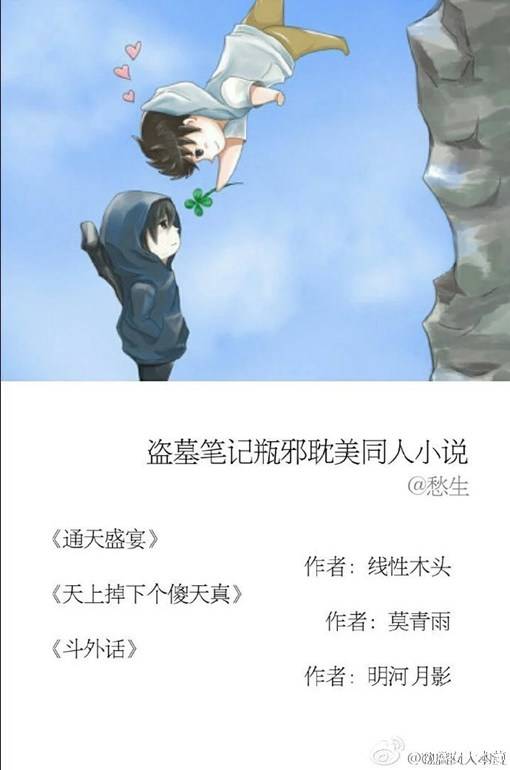 盗墓笔记瓶邪耽美同人小说
@愁生
《通天盛宴》
作者：线性木头
《天上掉下个傻天真》
作者：莫青雨
《斗外话》
作者：明河月影